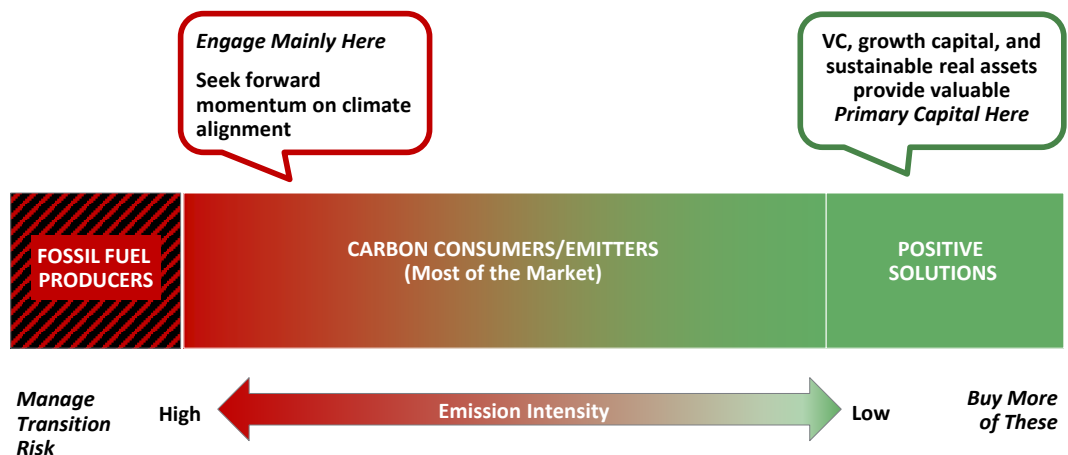 Engage Mainly Here
Seek forward
momentum on climate
alignment
VC, growth capital, and
sustainable real assets
provide valuable
Primary Capital Here
FOSSIL FUEL
PRODUCERS
CARBON CONSUMERS/EMITTERS
(Most of the Market)
POSITIVE
SOLUTIONS
Manage
Transition
Risk
High
Emission Intensity
Low
Buy More
of These